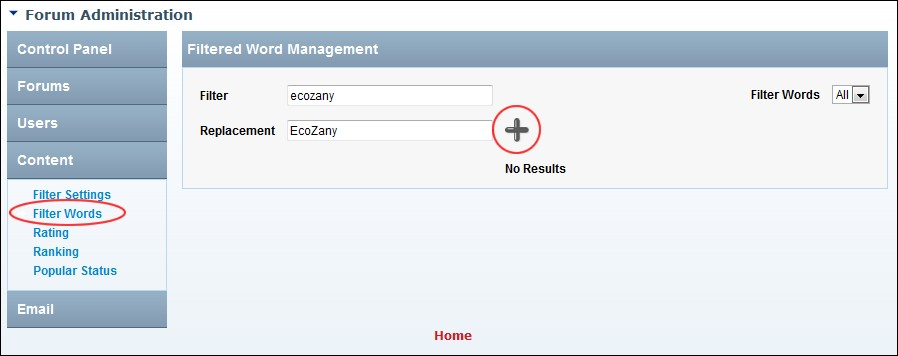 Forum Administration
Control Panel
Forums
Users
Content
Filter Settings
Filter Words
Rating
Ranking
Popular Status
Email
Filtered Word Management
Filter ecozany Filter Words All
Replacement EcoZany
No Results
Home